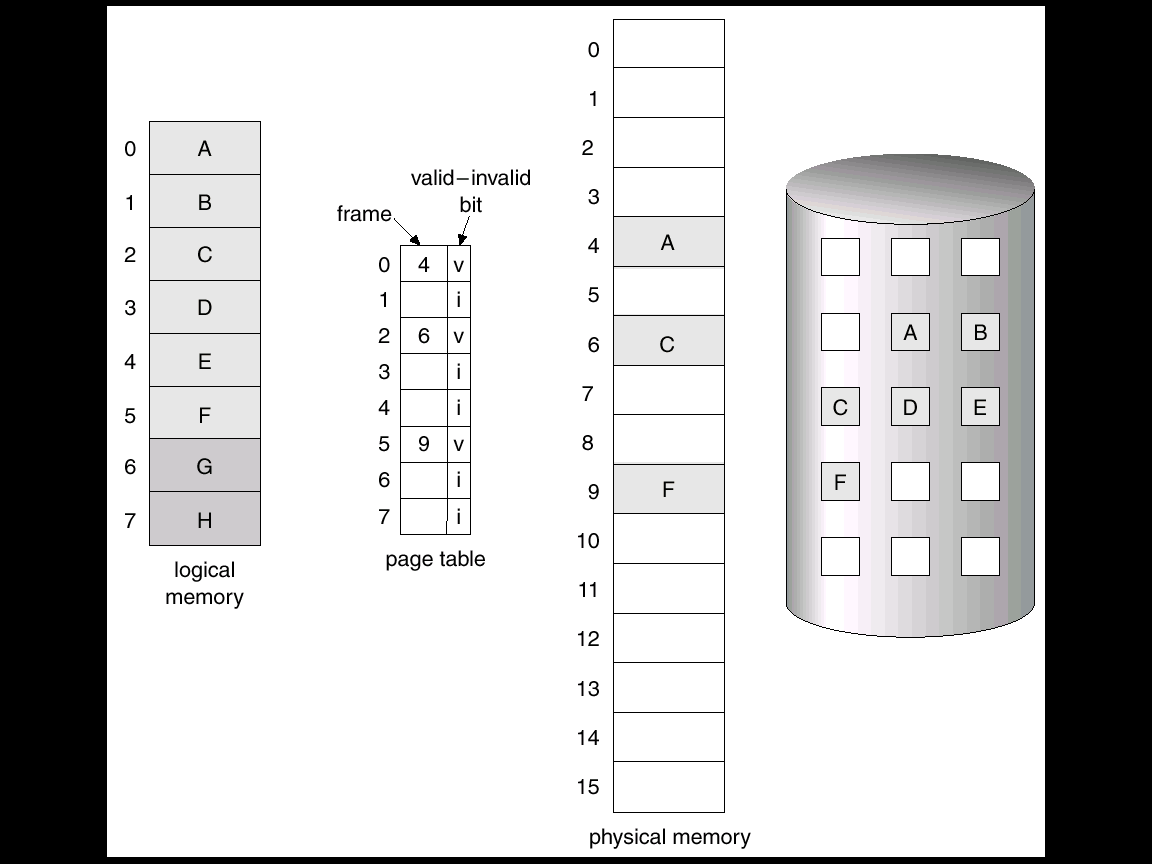 0 A
1 B
2 C
3 D
4 E
5 F
6 G
7 H
logical
memory
valid–invalid
bit
frame
0 4 v
1 i
2 6 v
3 i
4 i
5 9 v
6 i
7 i
page table
0
1
2
3
4 A
5
6 C
7
8
9 F
10
11
12
13
14
15
physical memory
A B
C D E
F